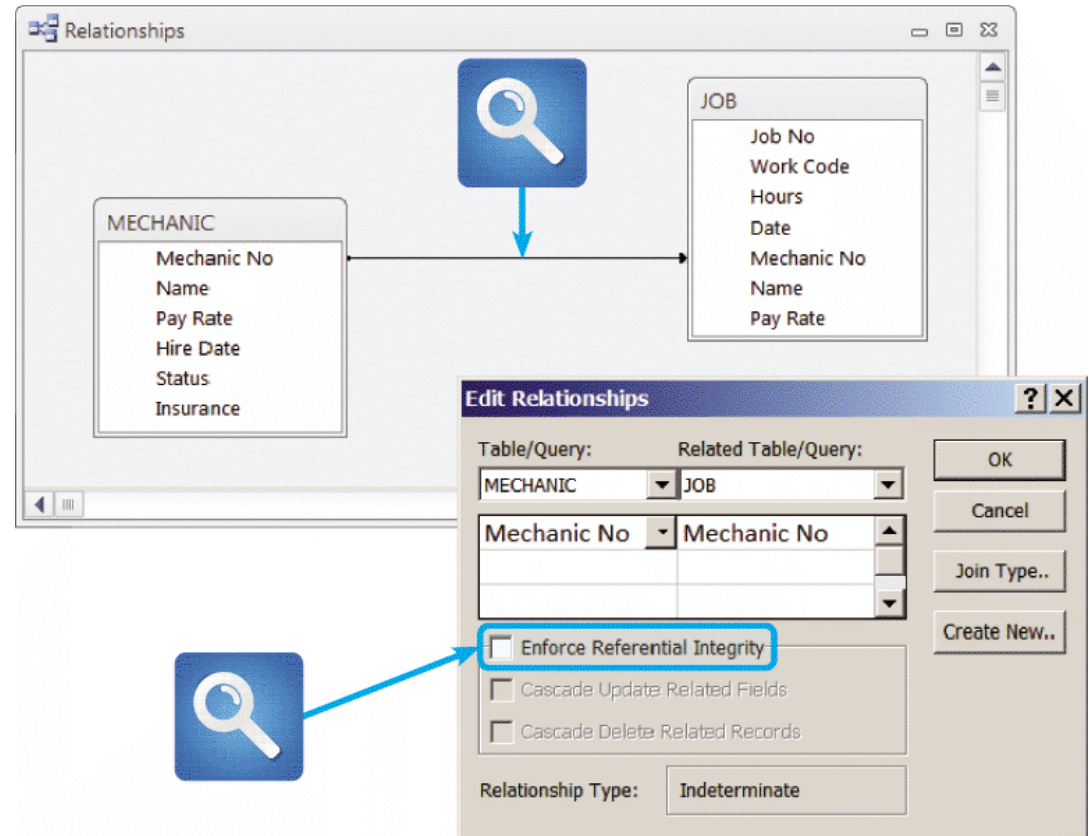 Relationships
JOB
Job No
Work Code
Hours
Date
Mechanic No
Name
Pay Rate
MECHANIC
Mechanic No
Name
Pay Rate
Hire Date
Status
Insurance
Edit Relationships
Table/Query: Related Table/Query:
MECHANIC JOB
Mechanic No Mechanic No
Enforce Referential Integrity
Cascade Update Related Fields
Cascade Delete Related Records
Relationship Type: Indeterminate
OK
Cancel
Join Type..
Create New..